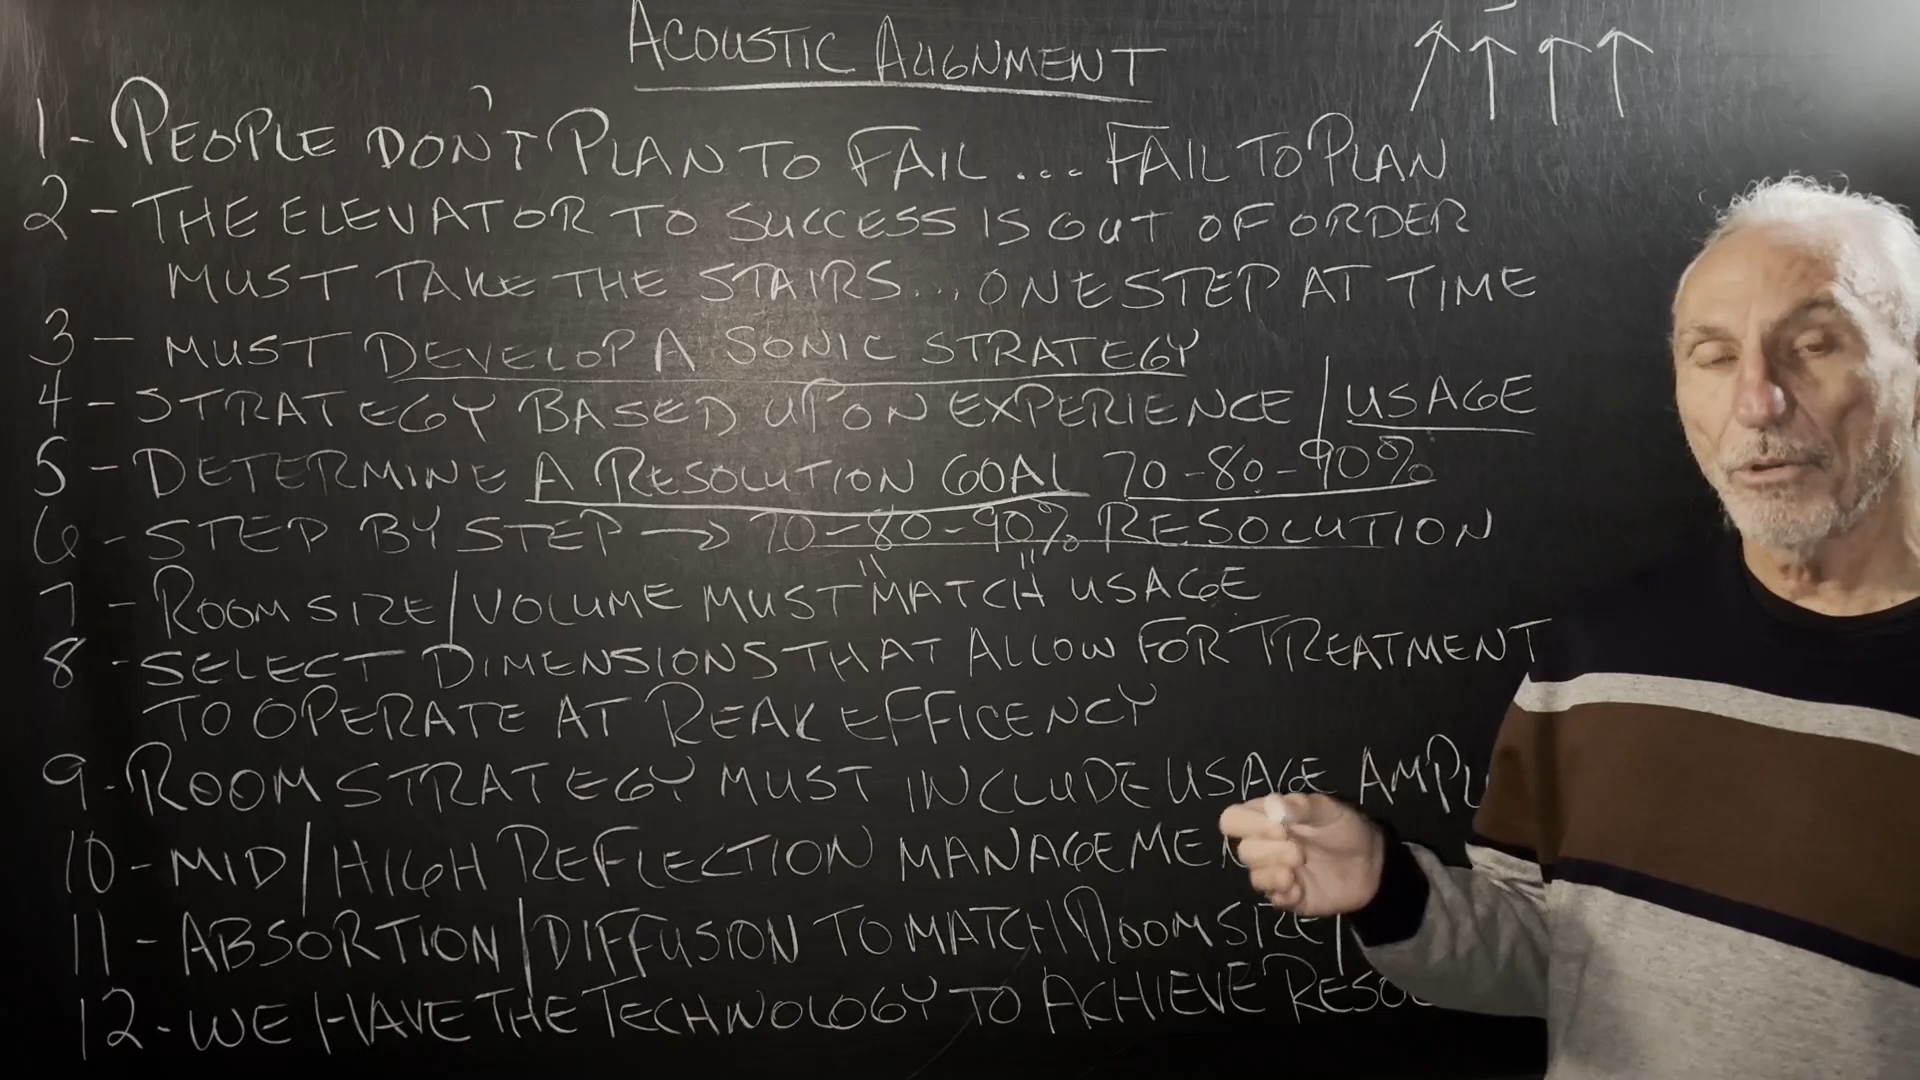 ACOUSTIC ALIGNMENT
1- PEOPLE DON'T PLAN TO FAIL... FAIL TO PLAN
2- THE ELEVATOR TO SUCCESS IS OUT OF ORDER
MUST TAKE THE STAIRS... ONE STEP AT TIME
3- MUST DEVELOP A SONIC STRATEGY
4- STRATEGY BASED UPON EXPERIENCE / USAGE
5- DETERMINE A RESOLUTION GOAL 70-80-90%
6- STEP BY STEP → 70-80-90% RESOLUTION
7- ROOM SIZE/VOLUME MUST "MATCH" USAGE
8- SELECT DIMENSIONS THAT ALLOW FOR TREATMENT
TO OPERATE AT PEAK EFFICENCY
9- ROOM STRATEGY MUST INCLUDE USAGE
10- MID/HIGH REFLECTION
11- ABSORTION/DIFFUSION TO MATCH ROOM SIZE/
12- WE HAVE THE TECHNOLOGY TO ACHIEVE